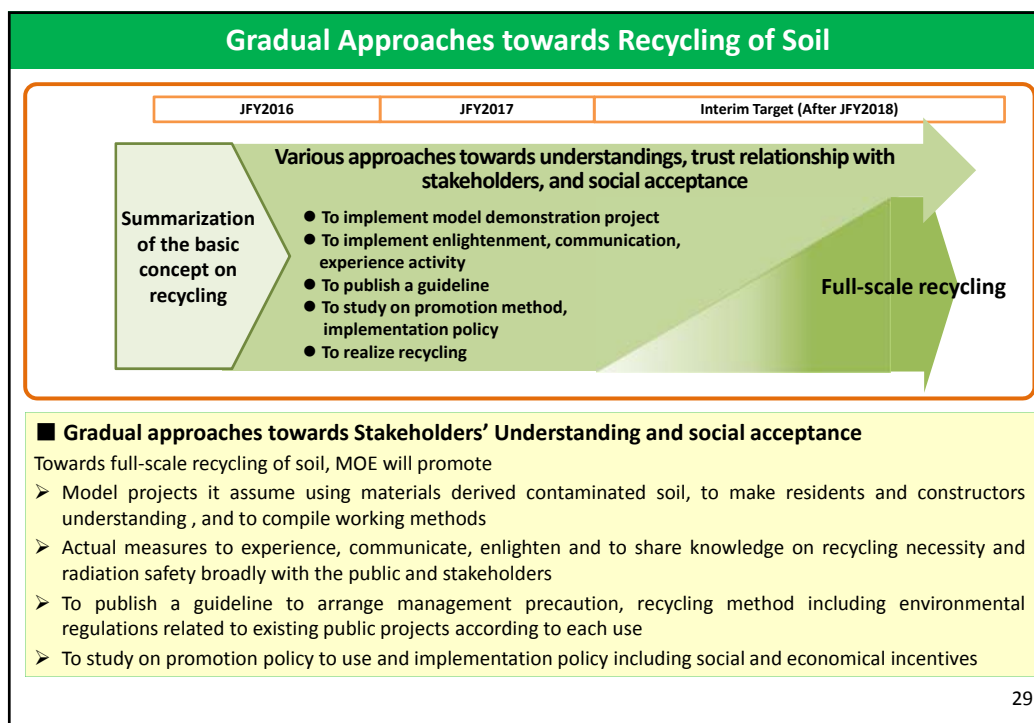 Gradual Approaches towards Recycling of Soil
JFY2016
JFY2017
Interim Target (After JFY2018)
Various approaches towards understandings, trust relationship with
stakeholders, and social acceptance
Summarization
of the basic
concept on
recycling
● To implement model demonstration project
● To implement enlightenment, communication,
experience activity
● To publish a guideline
● To study on promotion method,
implementation policy
● To realize recycling
Full-scale recycling
■ Gradual approaches towards Stakeholders' Understanding and social acceptance
Towards full-scale recycling of soil, MOE will promote
➢ Model projects it assume using materials derived contaminated soil, to make residents and constructors
understanding , and to compile working methods
➢ Actual measures to experience, communicate, enlighten and to share knowledge on recycling necessity and
radiation safety broadly with the public and stakeholders
➢ To publish a guideline to arrange management precaution, recycling method including environmental
regulations related to existing public projects according to each use
➢ To study on promotion policy to use and implementation policy including social and economical incentives
29